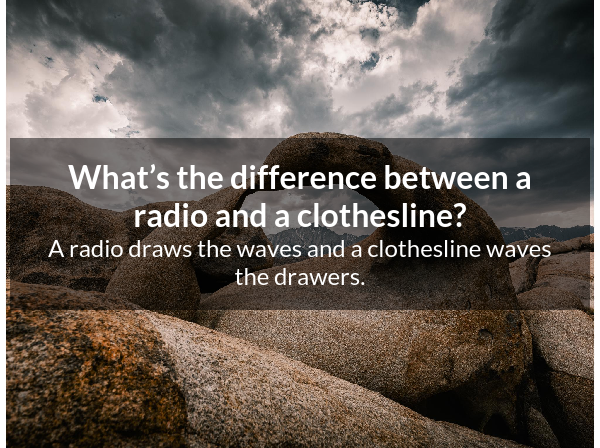 What’s the difference between a
radio and a clothesline?
A radio draws the waves and a clothesline waves
the drawers.